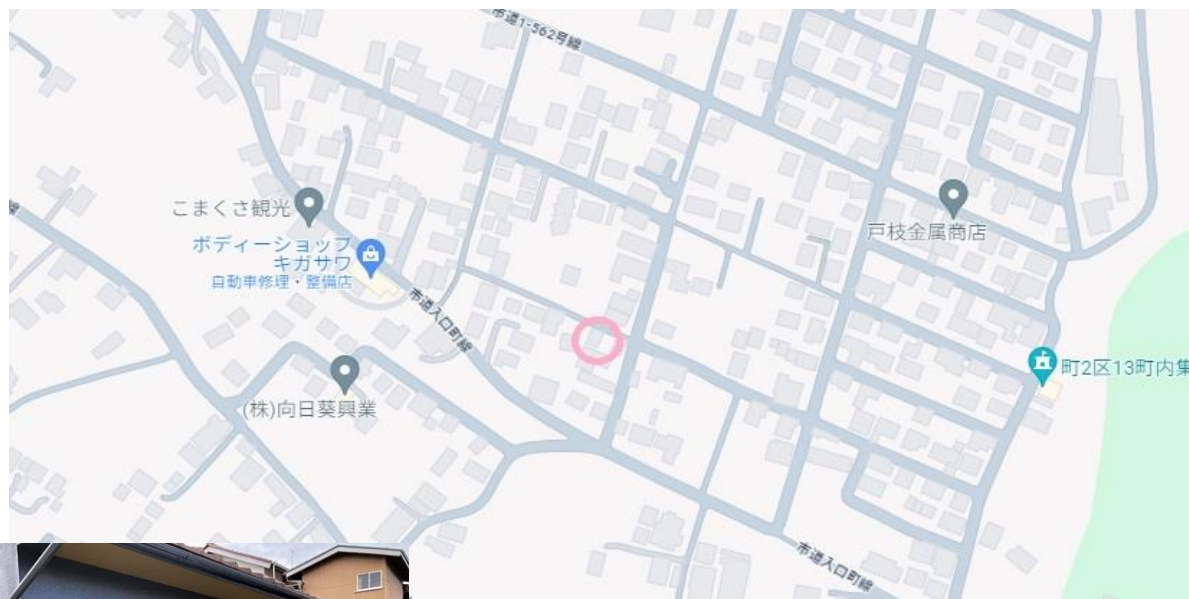 市道1-562号線
こまくさ観光
戸枝金属商店
ボディーショップ
キガサワ
自動車修理・整備店
市道入口町線
町2区13町内集
(株)向日葵興業
市道入口町線